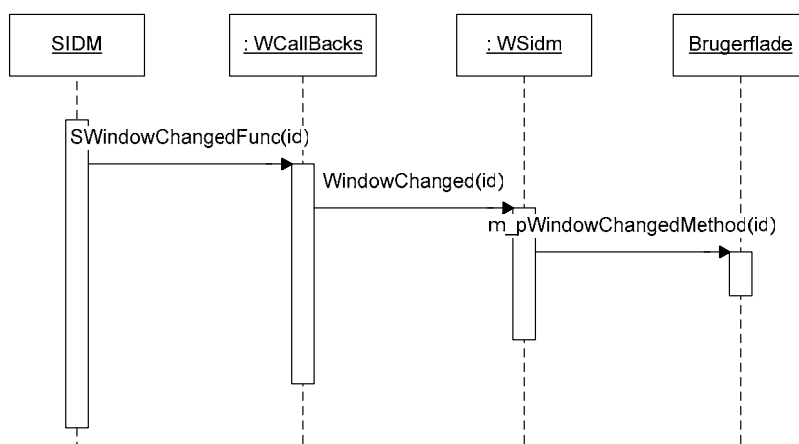 SIDM
: WCallBacks
: WSidm
Brugerflade
SWindowChangedFunc(id)
WindowChanged(id)
m_pWindowChangedMethod(id)